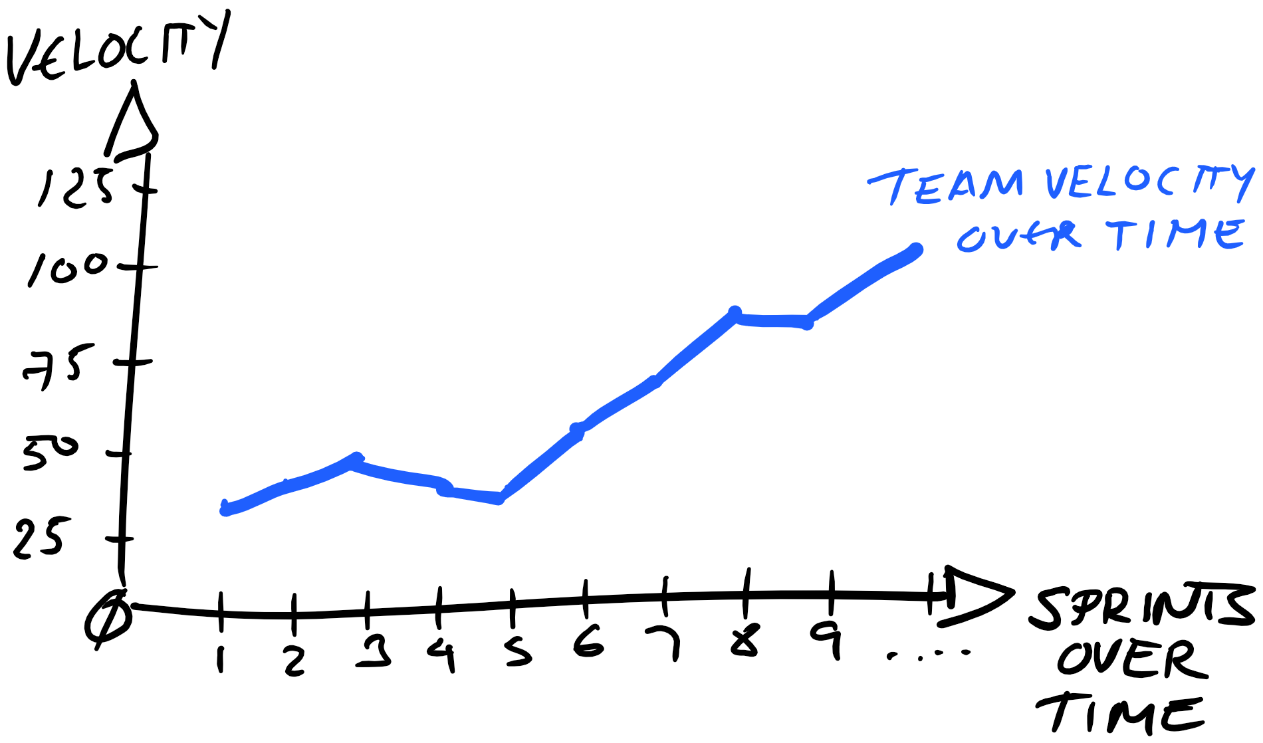 VELOCITY
125
100
75
50
25
0
1 2 3 4 5 6 7 8 9 ....
TEAM VELOCITY
OVER TIME
SPRINTS
OVER
TIME